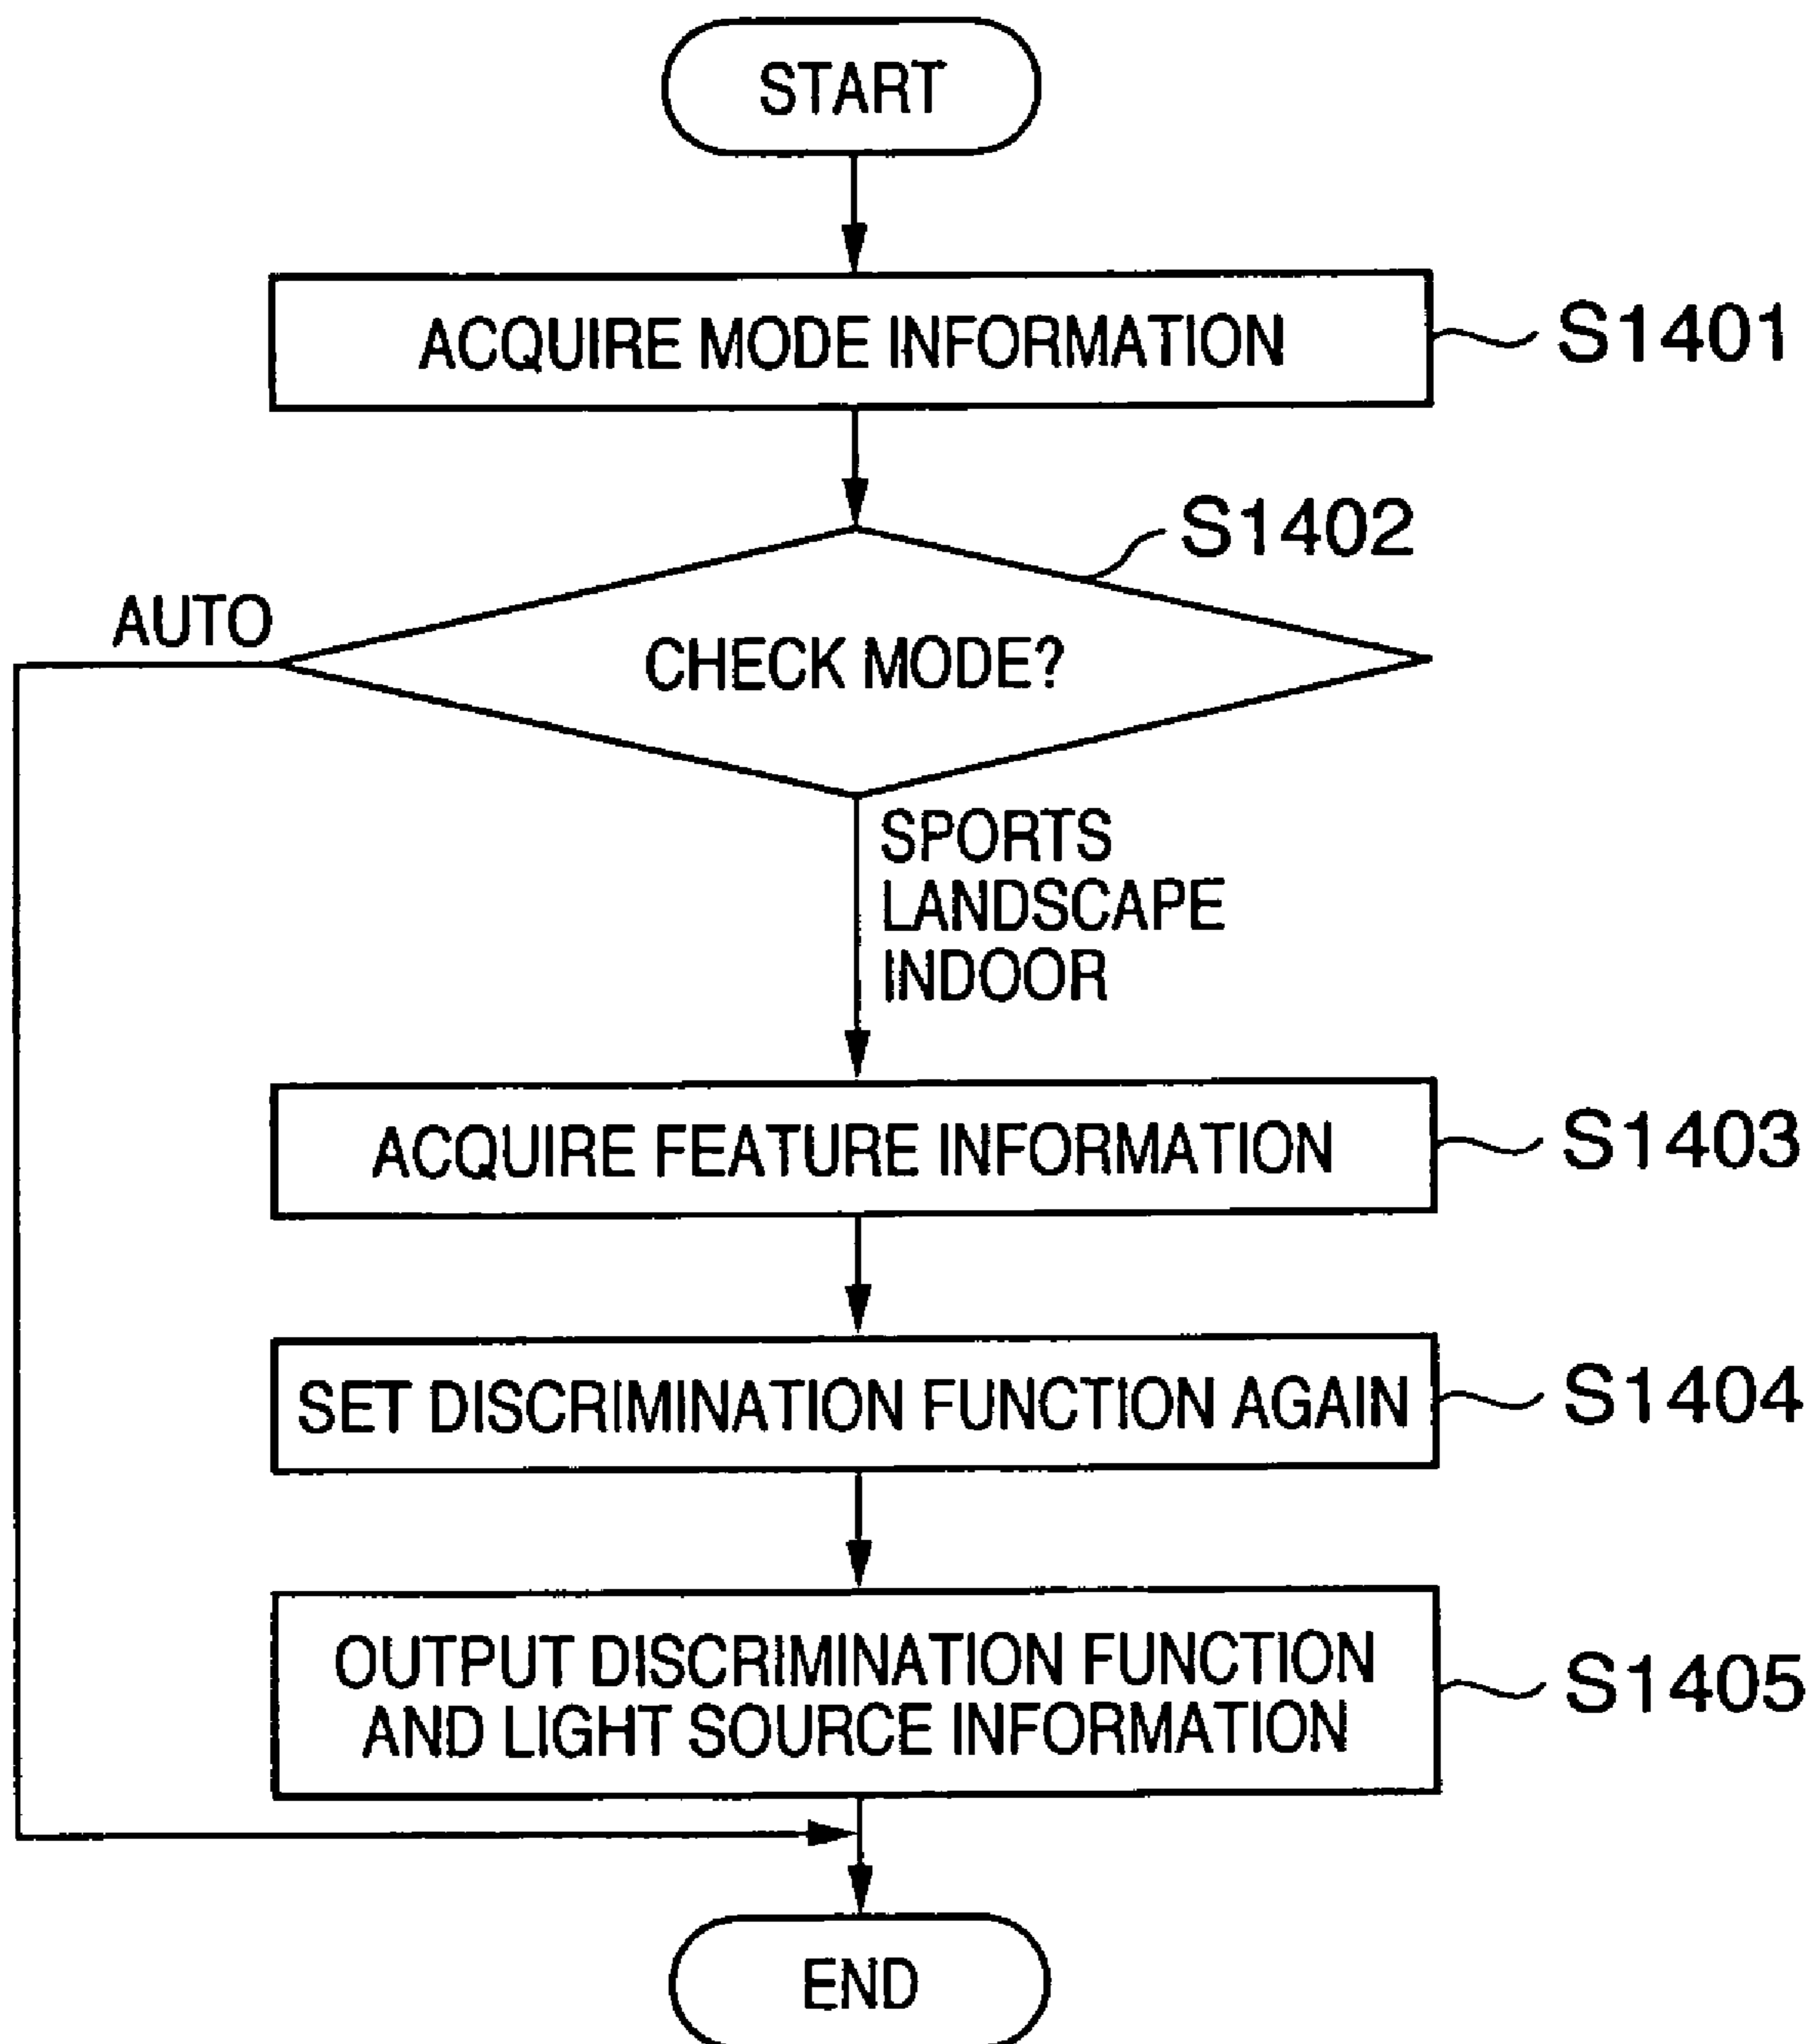 START
ACQUIRE MODE INFORMATION
S1401
S1402
AUTO
CHECK MODE?
SPORTS
LANDSCAPE
INDOOR
ACQUIRE FEATURE INFORMATION
S1403
SET DISCRIMINATION FUNCTION AGAIN
S1404
OUTPUT DISCRIMINATION FUNCTION
AND LIGHT SOURCE INFORMATION
S1405
END